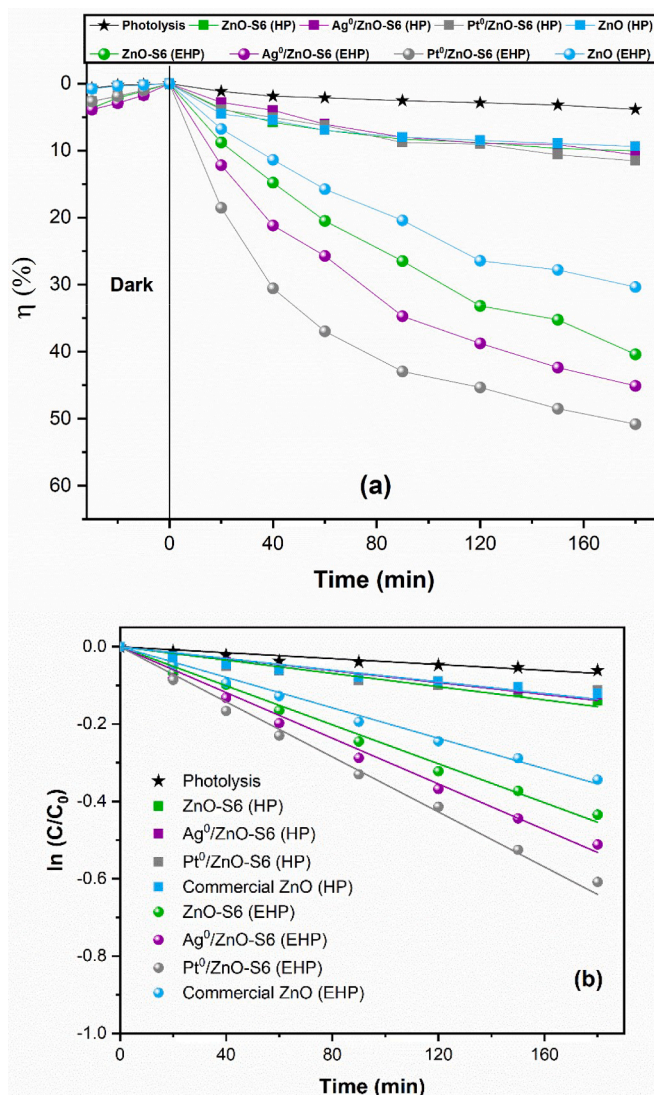 Photolysis ZnO-S6 (HP) Ag⁰/ZnO-S6 (HP) Pt⁰/ZnO-S6 (HP) ZnO (HP)
ZnO-S6 (EHP) Ag⁰/ZnO-S6 (EHP) Pt⁰/ZnO-S6 (EHP) ZnO (EHP)
0
10
20
30
40
50
60
η (%)
Dark
(a)
0 40 80 120 160
Time (min)
0.0
-0.2
-0.4
-0.6
-0.8
-1.0
ln (C/C₀)
Photolysis
ZnO-S6 (HP)
Ag⁰/ZnO-S6 (HP)
Pt⁰/ZnO-S6 (HP)
Commercial ZnO (HP)
ZnO-S6 (EHP)
Ag⁰/ZnO-S6 (EHP)
Pt⁰/ZnO-S6 (EHP)
Commercial ZnO (EHP)
(b)
0 40 80 120 160
Time (min)